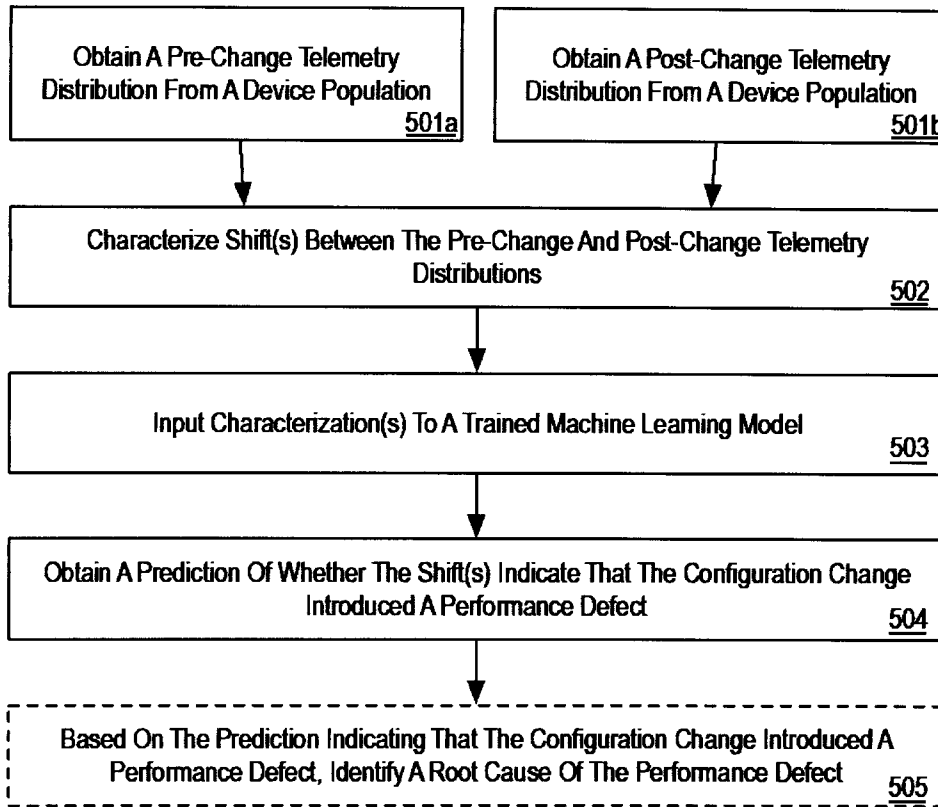 Obtain A Pre-Change Telemetry
Distribution From A Device Population
501a
Obtain A Post-Change Telemetry
Distribution From A Device Population
501b
Characterize Shift(s) Between The Pre-Change And Post-Change Telemetry
Distributions
502
Input Characterization(s) To A Trained Machine Learning Model
503
Obtain A Prediction Of Whether The Shift(s) Indicate That The Configuration Change
Introduced A Performance Defect
504
Based On The Prediction Indicating That The Configuration Change Introduced A
Performance Defect, Identify A Root Cause Of The Performance Defect
505